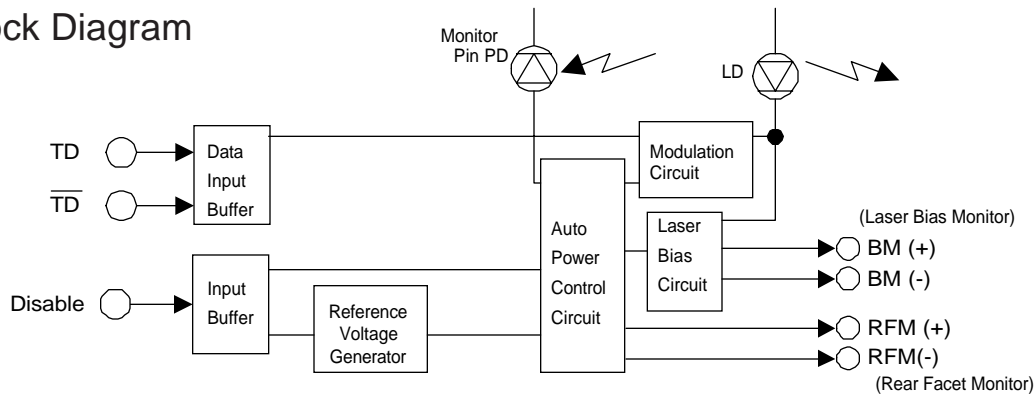 ock Diagram
Monitor
Pin PD
LD
TD
Data
Input
Buffer
Modulation
Circuit
T̅D̅
(Laser Bias Monitor)
Auto
Power
Control
Circuit
Laser
Bias
Circuit
BM (+)
BM (-)
Disable
Input
Buffer
Reference
Voltage
Generator
RFM (+)
RFM(-)
(Rear Facet Monitor)